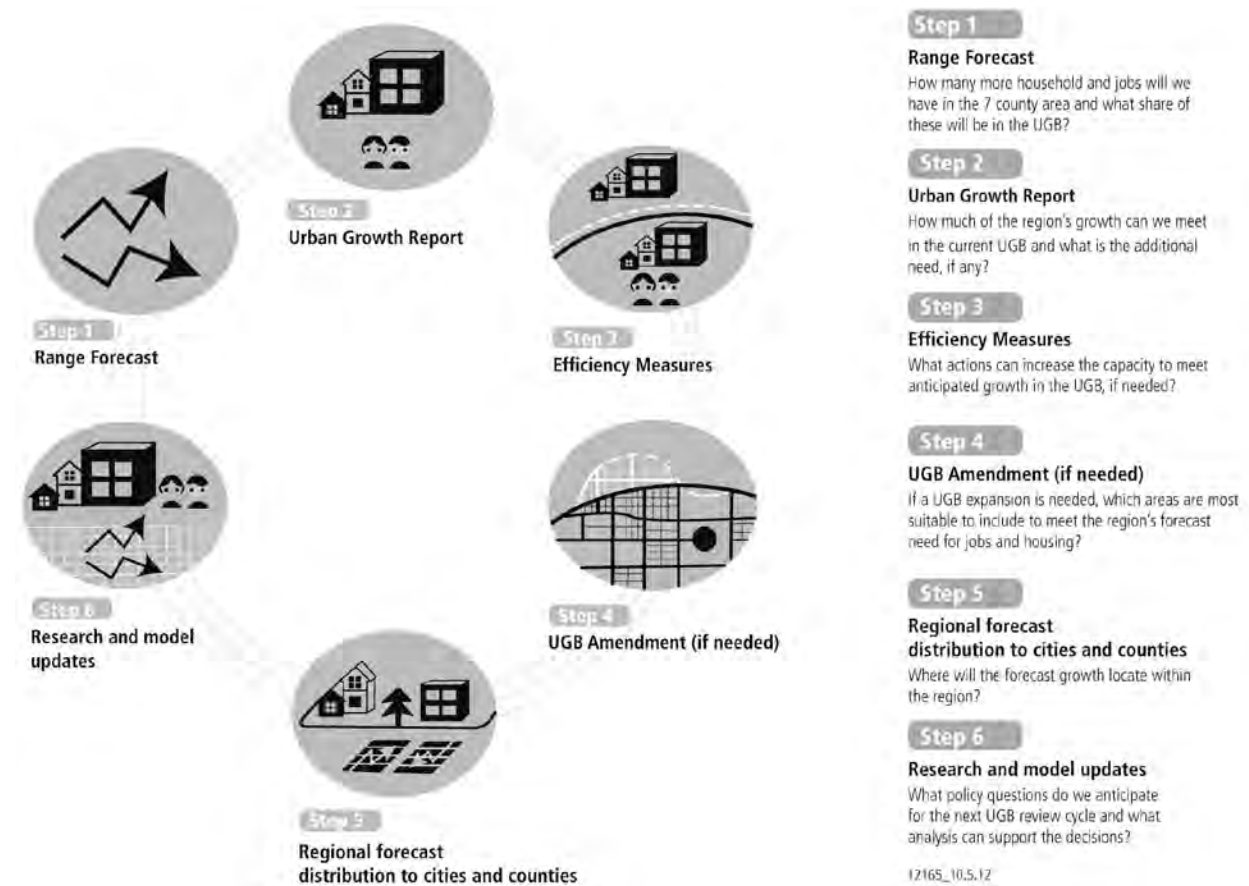 Step 1
Range Forecast
Step 2
Urban Growth Report
Step 3
Efficiency Measures
Step 4
UGB Amendment (if needed)
Step 5
Regional forecast
distribution to cities and counties
Step 6
Research and model
updates
Step 1
Range Forecast
How many more household and jobs will we
have in the 7 county area and what share of
these will be in the UGB?
Step 2
Urban Growth Report
How much of the region's growth can we meet
in the current UGB and what is the additional
need, if any?
Step 3
Efficiency Measures
What actions can increase the capacity to meet
anticipated growth in the UGB, if needed?
Step 4
UGB Amendment (if needed)
If a UGB expansion is needed, which areas are most
suitable to include to meet the region's forecast
need for jobs and housing?
Step 5
Regional forecast
distribution to cities and counties
Where will the forecast growth locate within
the region?
Step 6
Research and model updates
What policy questions do we anticipate
for the next UGB review cycle and what
analysis can support the decisions?
12165_10.5.12